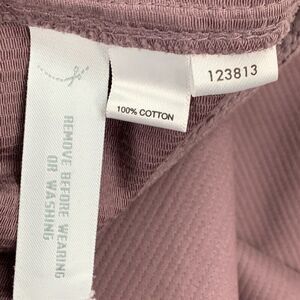 123813
100% COTTON
REMOVE BEFORE WEARING
OR WASHING